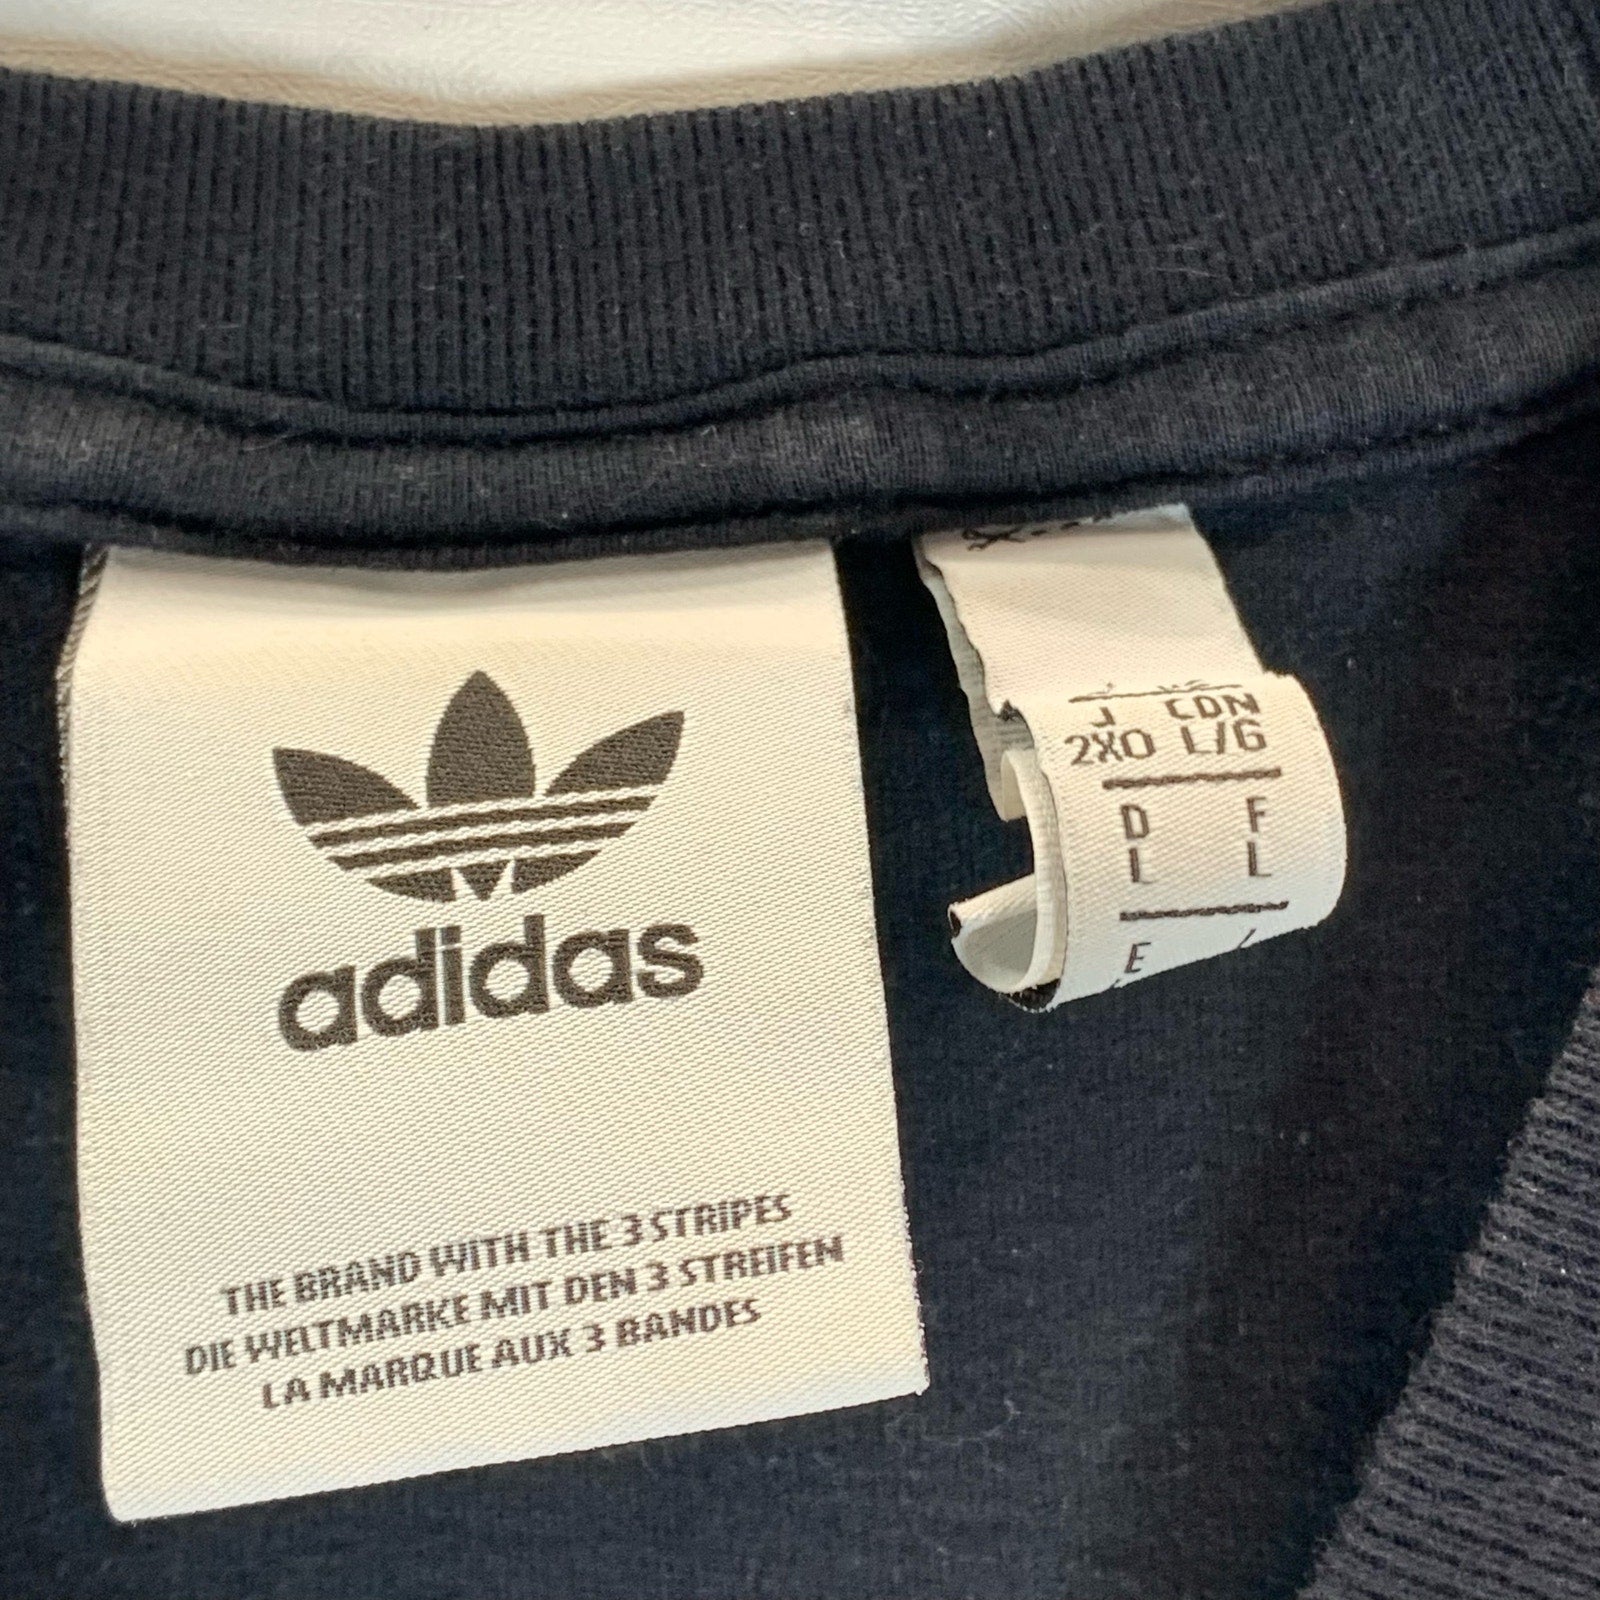 adidas
THE BRAND WITH THE 3 STRIPES
DIE WELTMARKE MIT DEN 3 STREIFEN
LA MARQUE AUX 3 BANDES
J CDN
2XO L/G
D F
L L
E